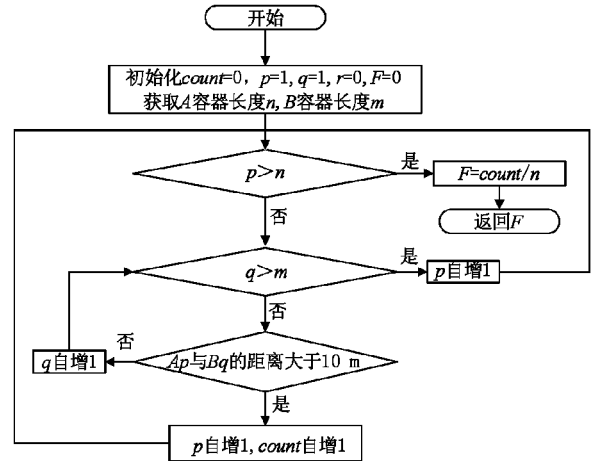 开始
初始化count=0，p=1, q=1, r=0, F=0
获取A容器长度n, B容器长度m
p＞n
是
F=count/n
返回F
否
q＞m
是
p自增1
否
Ap与Bq的距离大于10 m
否
q自增1
是
p自增1, count自增1